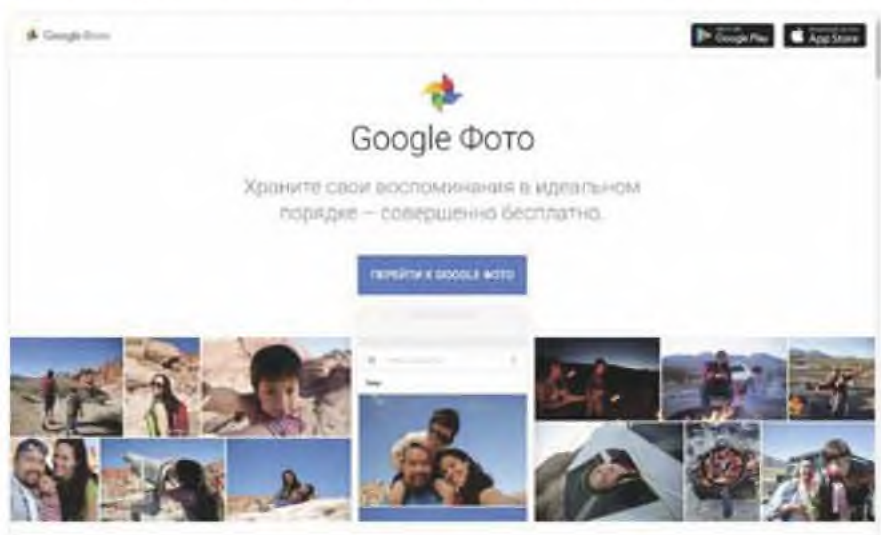 Google Фото
Google Play
App Store
Google Фото
Храните свои воспоминания в идеальном
порядке – совершенно бесплатно.
ПЕРЕЙТИ К GOOGLE ФОТО